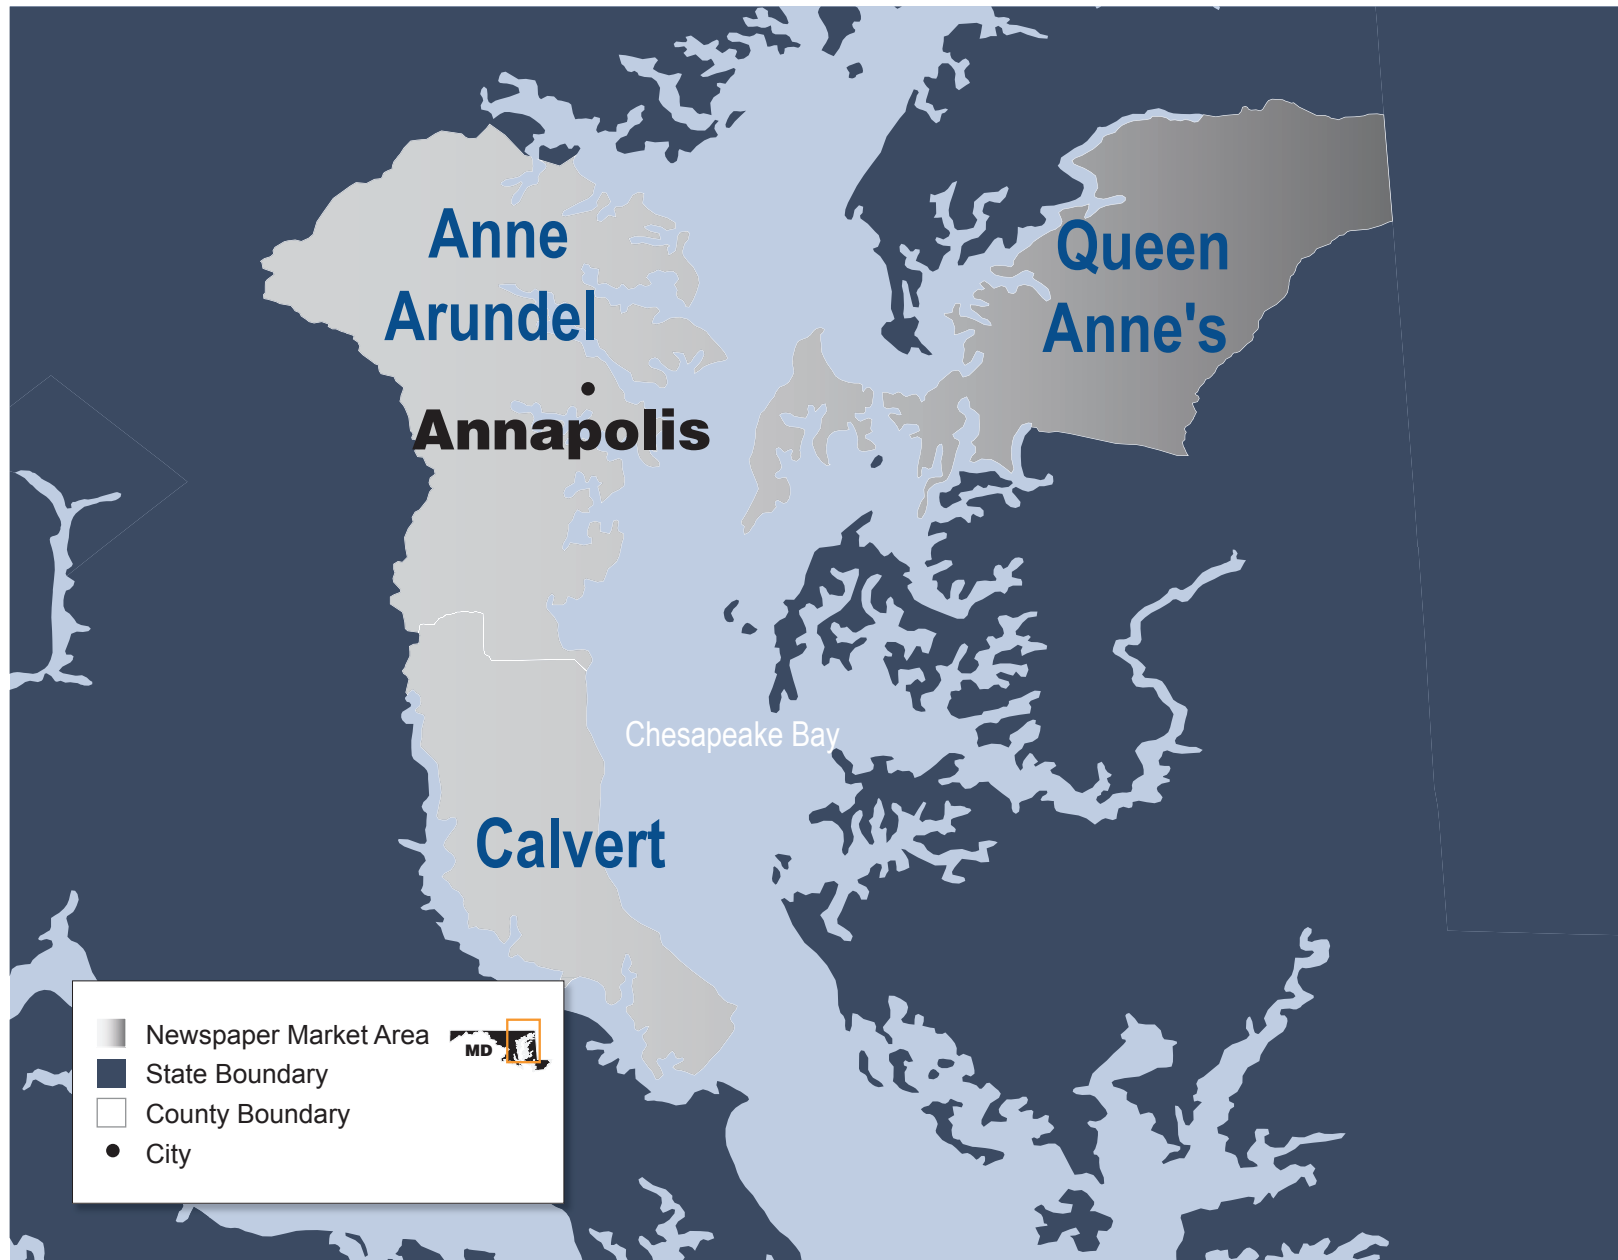 Anne
Arundel
Queen
Anne's
Annapolis
Chesapeake Bay
Calvert
Newspaper Market Area
MD
State Boundary
County Boundary
City